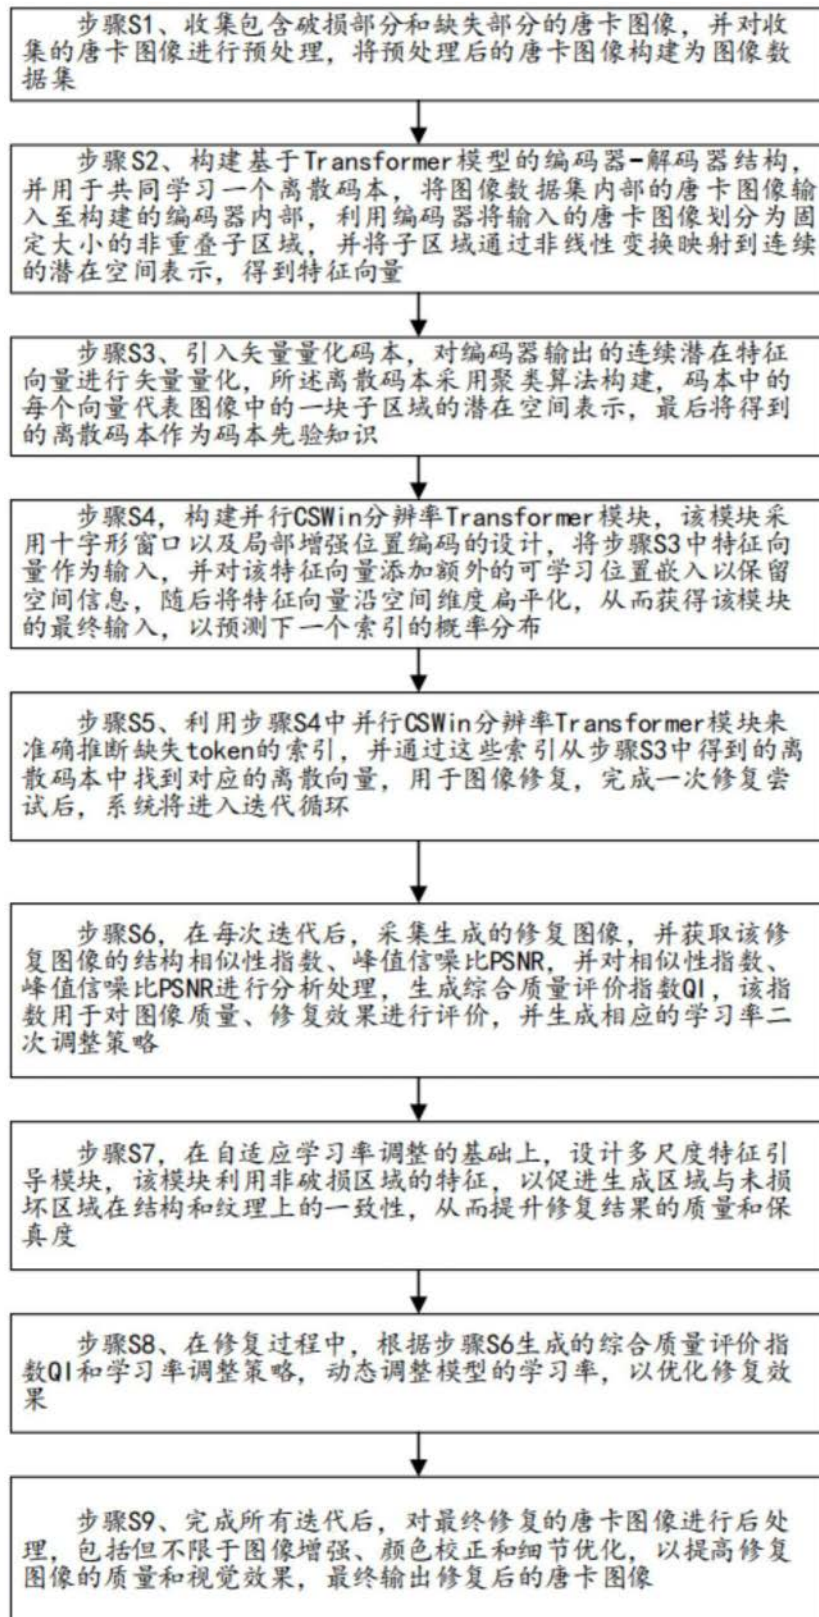 步骤S1、收集包含破损部分和缺失部分的唐卡图像，并对收
集的唐卡图像进行预处理，将预处理后的唐卡图像构建为图像数
据集
步骤S2、构建基于Transformer模型的编码器-解码器结构，
并用于共同学习一个离散码本，将图像数据集内部的唐卡图像输
入至构建的编码器内部，利用编码器将输入的唐卡图像划分为固
定大小的非重叠子区域，并将子区域通过非线性变换映射到连续
的潜在空间表示，得到特征向量
步骤S3、引入矢量量化码本，对编码器输出的连续潜在特征
向量进行矢量量化，所述离散码本采用聚类算法构建，码本中的
每个向量代表图像中的一块子区域的潜在空间表示，最后将得到
的离散码本作为码本先验知识
步骤S4，构建并行CSWin分辨率Transformer模块，该模块采
用十字形窗口以及局部增强位置编码的设计，将步骤S3中特征向
量作为输入，并对该特征向量添加额外的可学习位置嵌入以保留
空间信息，随后将特征向量沿空间维度扁平化，从而获得该模块
的最终输入，以预测下一个索引的概率分布
步骤S5、利用步骤S4中并行CSWin分辨率Transformer模块来
准确推断缺失token的索引，并通过这些索引从步骤S3中得到的离
散码本中找到对应的离散向量，用于图像修复，完成一次修复尝
试后，系统将进入迭代循环
步骤S6，在每次迭代后，采集生成的修复图像，并获取该修
复图像的结构相似性指数、峰值信噪比PSNR，并对相似性指数、
峰值信噪比PSNR进行分析处理，生成综合质量评价指数QI，该指
数用于对图像质量、修复效果进行评价，并生成相应的学习率二
次调整策略
步骤S7，在自适应学习率调整的基础上，设计多尺度特征引
导模块，该模块利用非破损区域的特征，以促进生成区域与未损
坏区域在结构和纹理上的一致性，从而提升修复结果的质量和保
真度
步骤S8、在修复过程中，根据步骤S6生成的综合质量评价指
数QI和学习率调整策略，动态调整模型的学习率，以优化修复效
果
步骤S9、完成所有迭代后，对最终修复的唐卡图像进行后处
理，包括但不限于图像增强、颜色校正和细节优化，以提高修复
图像的质量和视觉效果，最终输出修复后的唐卡图像